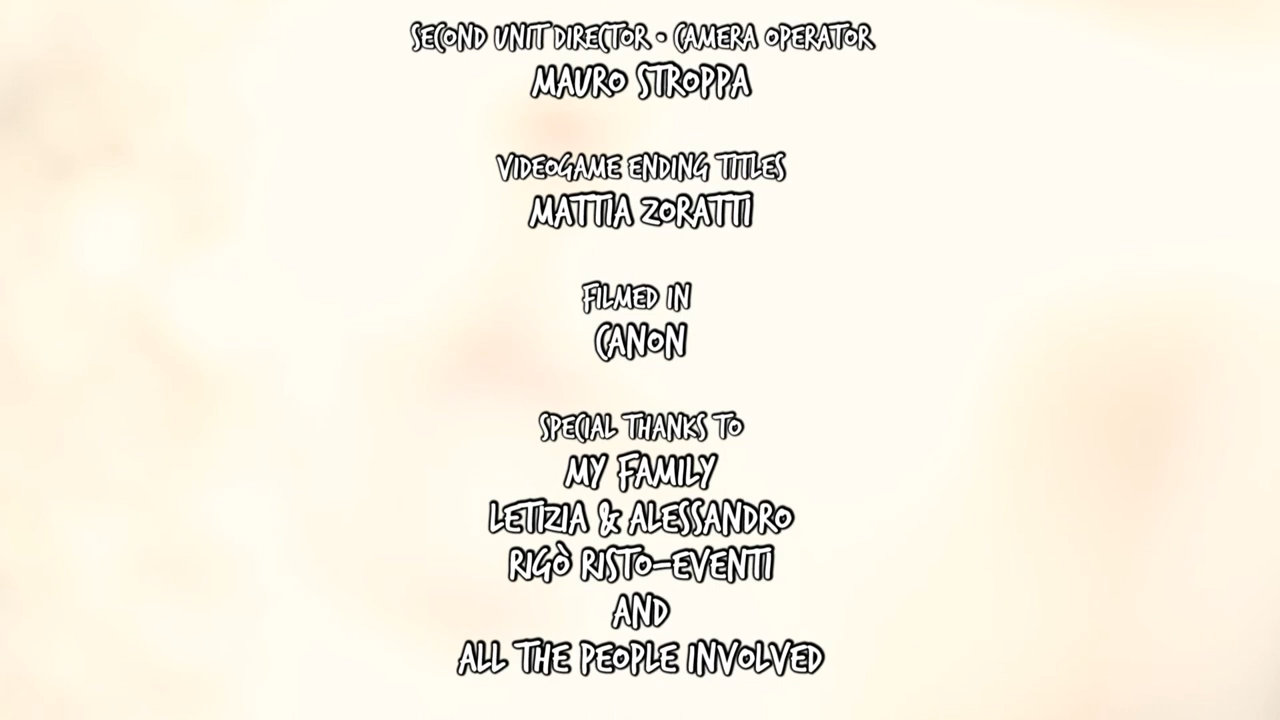 SECOND UNIT DIRECTOR - CAMERA OPERATOR
MAURO STROPPA
VIDEOGAME ENDING TITLES
MATTIA ZORATTI
FILMED IN
CANON
SPECIAL THANKS TO
MY FAMILY
LETIZIA & ALESSANDRO
RIGÒ RISTO-EVENTI
AND
ALL THE PEOPLE INVOLVED